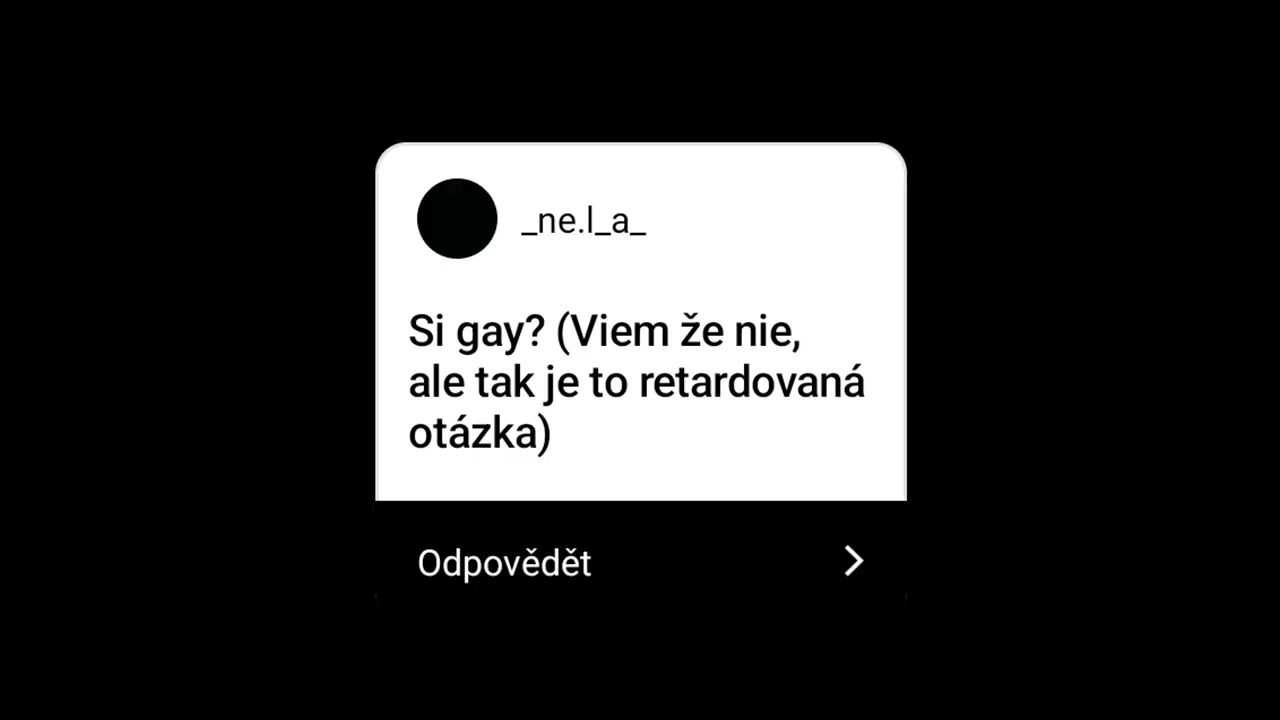 _ne.l_a_
Si gay? (Viem že nie,
ale tak je to retardovaná
otázka)
Odpovědět